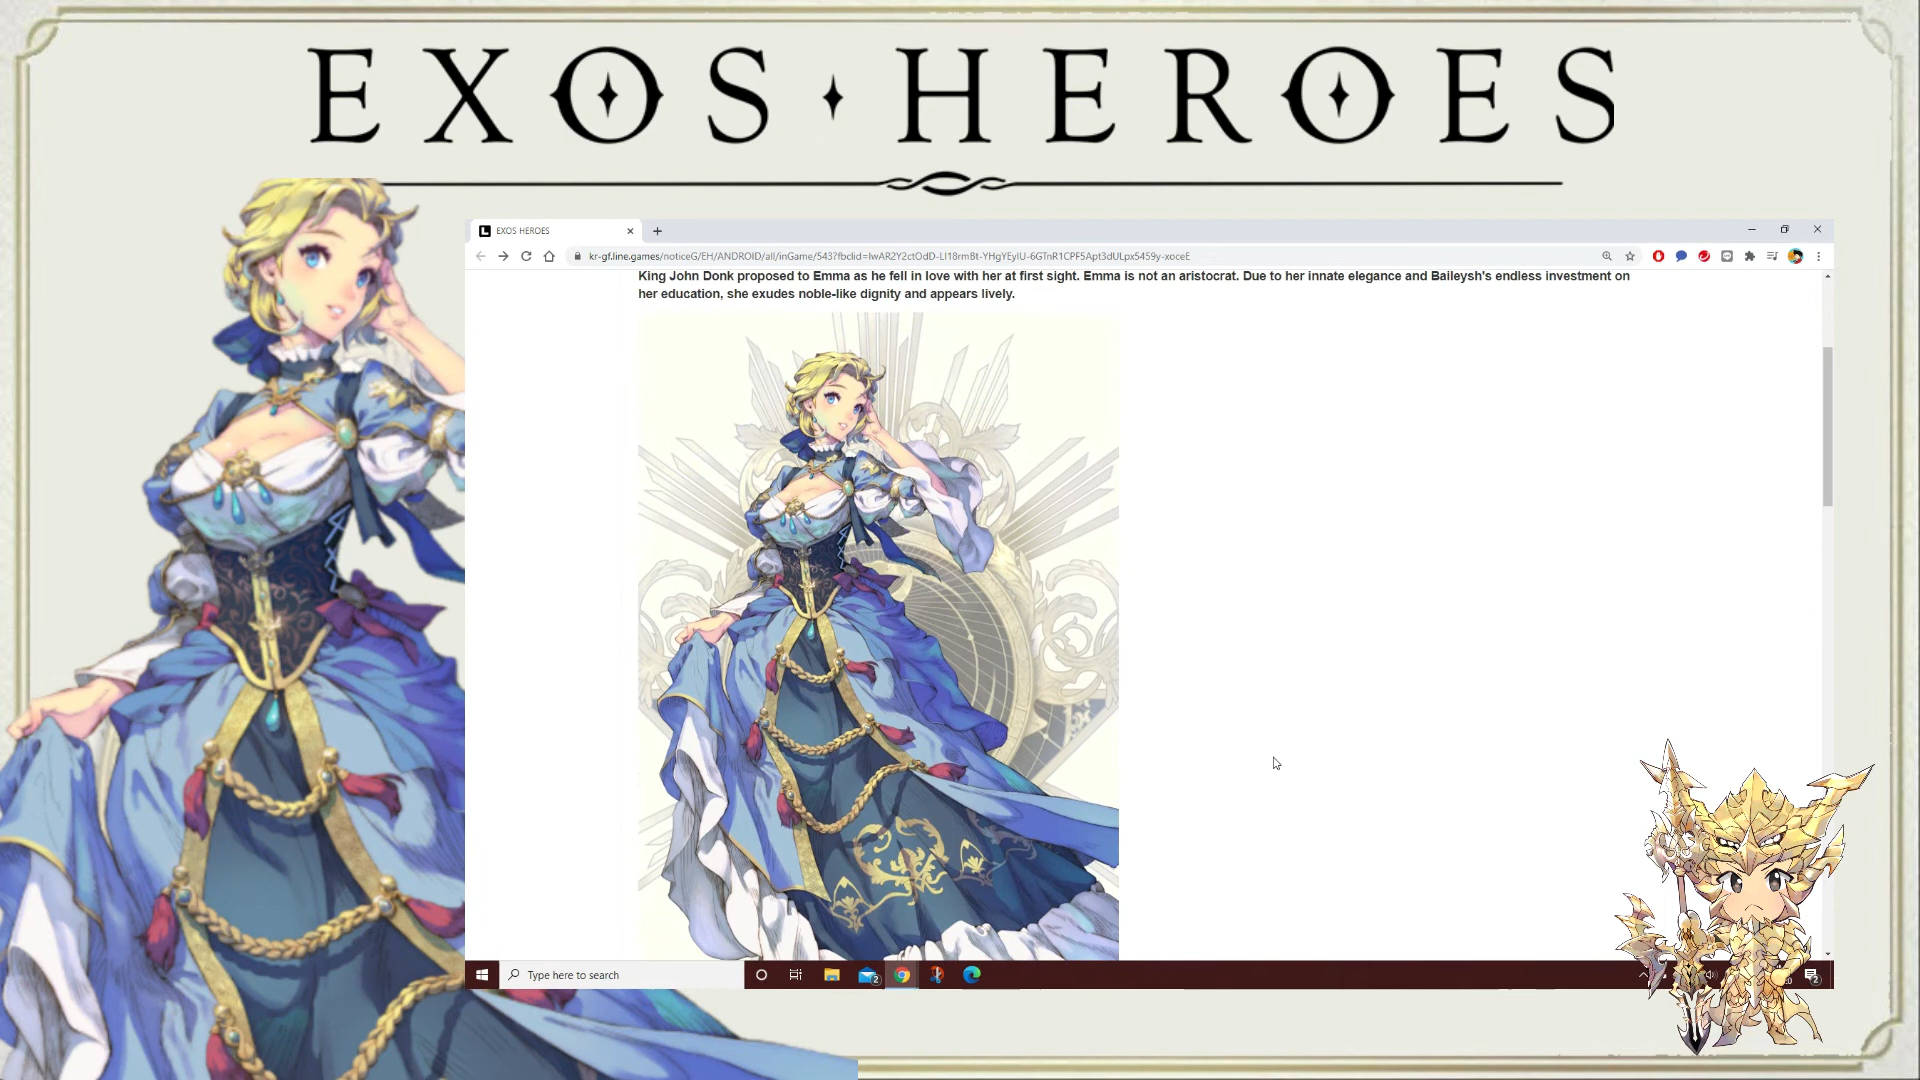 EXOS HEROES
EXOS HEROES
kr-gf.line.games/noticeG/EH/ANDROID/all/inGame/543?fbclid=IwAR2Y2ctOdD-LI18rmBt-YHgYEyIU-6GTnR1CPF5Apt3dULpx5459y-xoceE
King John Donk proposed to Emma as he fell in love with her at first sight. Emma is not an aristocrat. Due to her innate elegance and Baileysh's endless investment on
her education, she exudes noble-like dignity and appears lively.
Type here to search
2
2